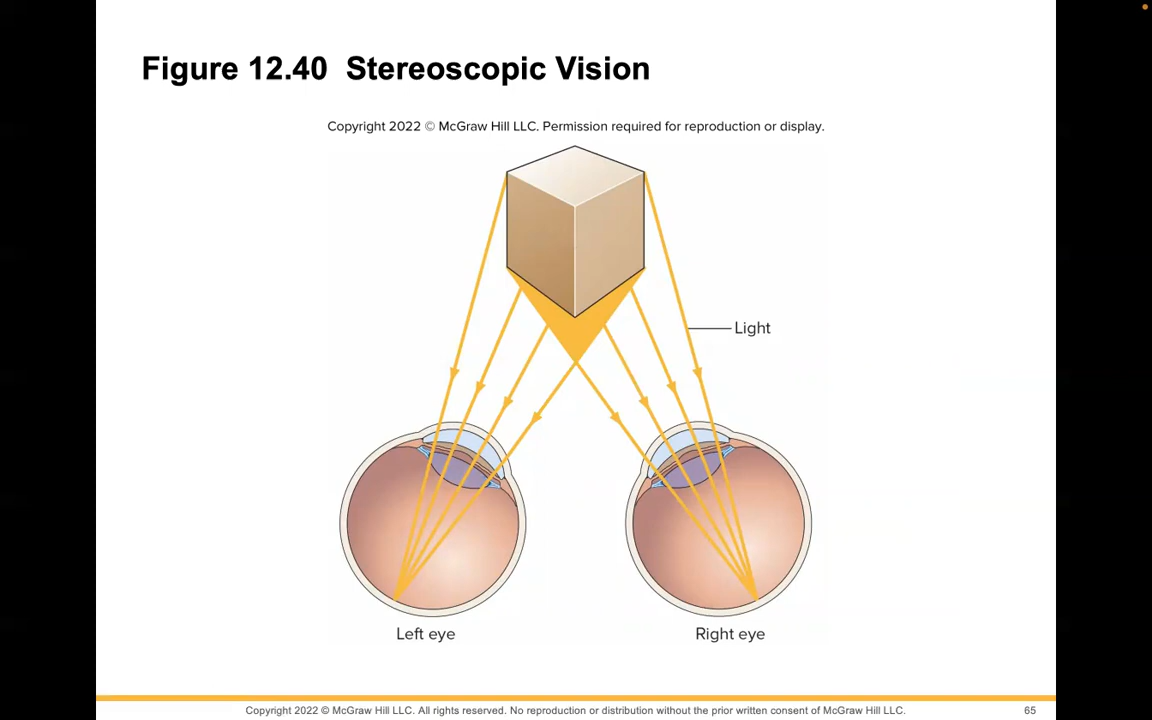 Figure 12.40 Stereoscopic Vision
Copyright 2022 © McGraw Hill LLC. Permission required for reproduction or display.
Light
Left eye
Right eye
Copyright 2022 © McGraw Hill LLC. All rights reserved. No reproduction or distribution without the prior written consent of McGraw Hill LLC.
65